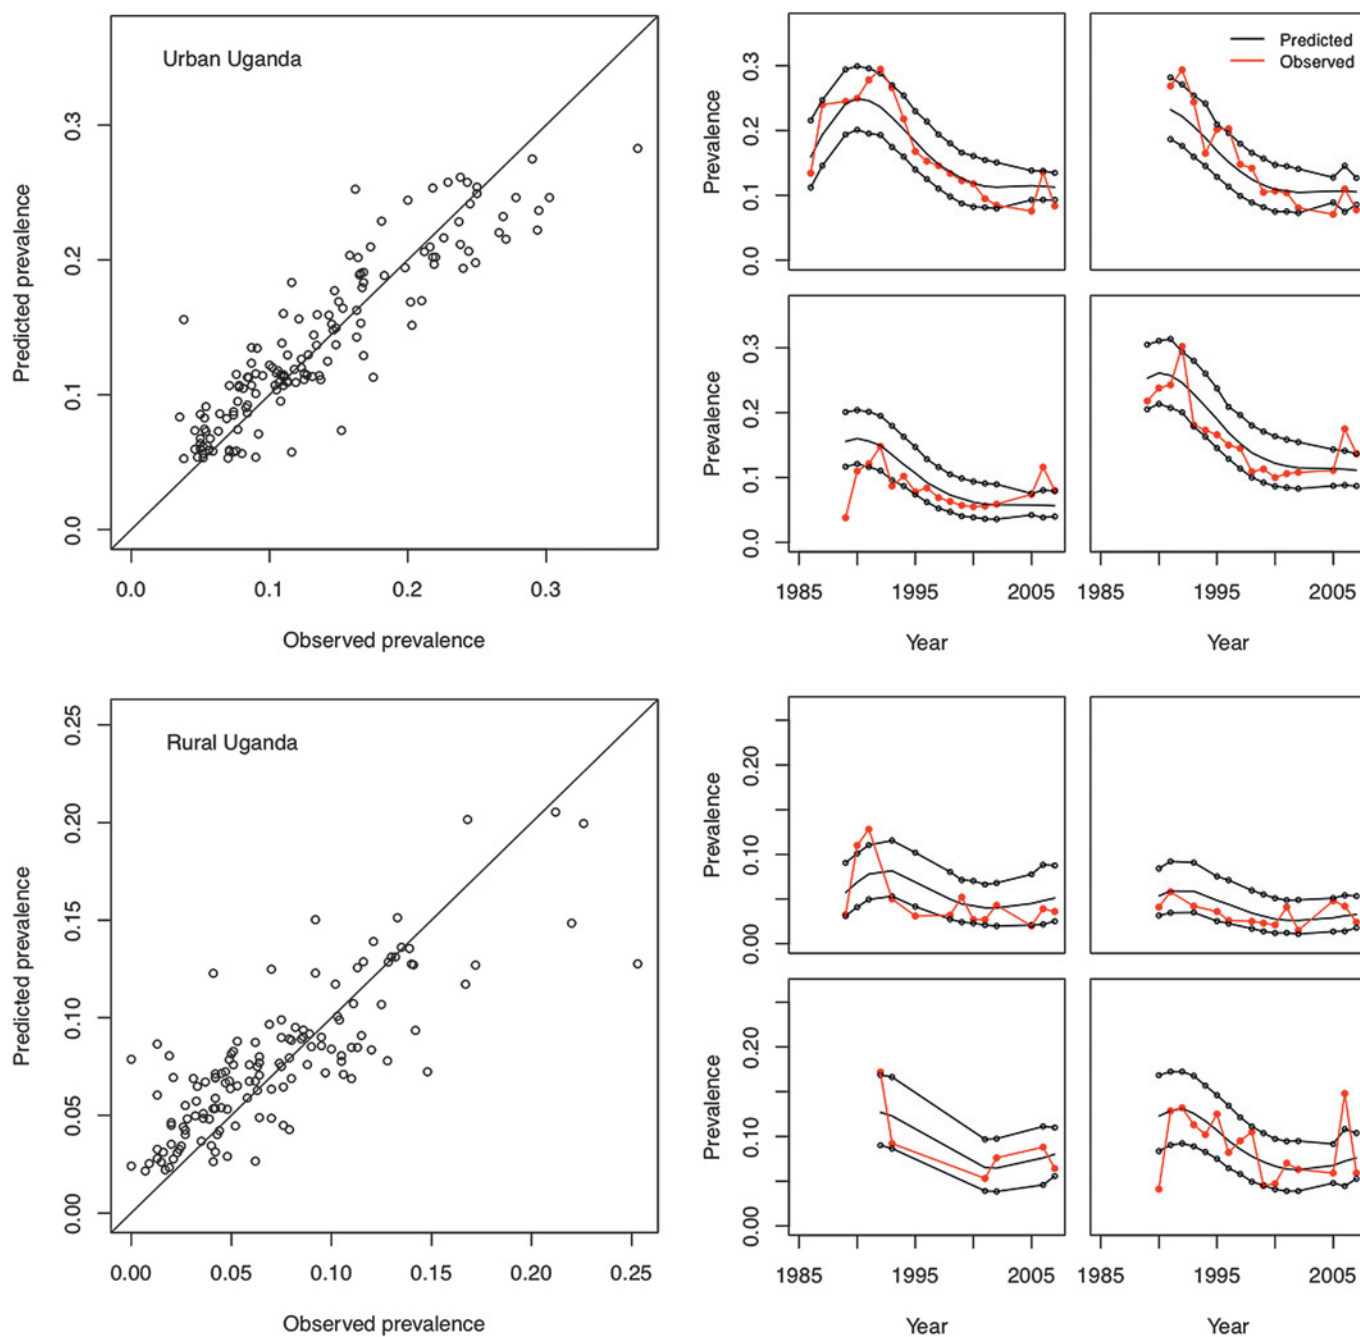 Urban Uganda
Predicted prevalence
0.3
0.2
0.1
0.0
0.0 0.1 0.2 0.3
Observed prevalence
Predicted
Observed
Prevalence
0.3
0.2
0.1
0.0
Prevalence
0.3
0.2
0.1
0.0
1985 1995 2005 1985 1995 2005
Year Year
Rural Uganda
Predicted prevalence
0.25
0.20
0.15
0.10
0.05
0.00
0.00 0.05 0.10 0.15 0.20 0.25
Observed prevalence
Prevalence
0.20
0.10
0.00
Prevalence
0.20
0.10
0.00
1985 1995 2005 1985 1995 2005
Year Year